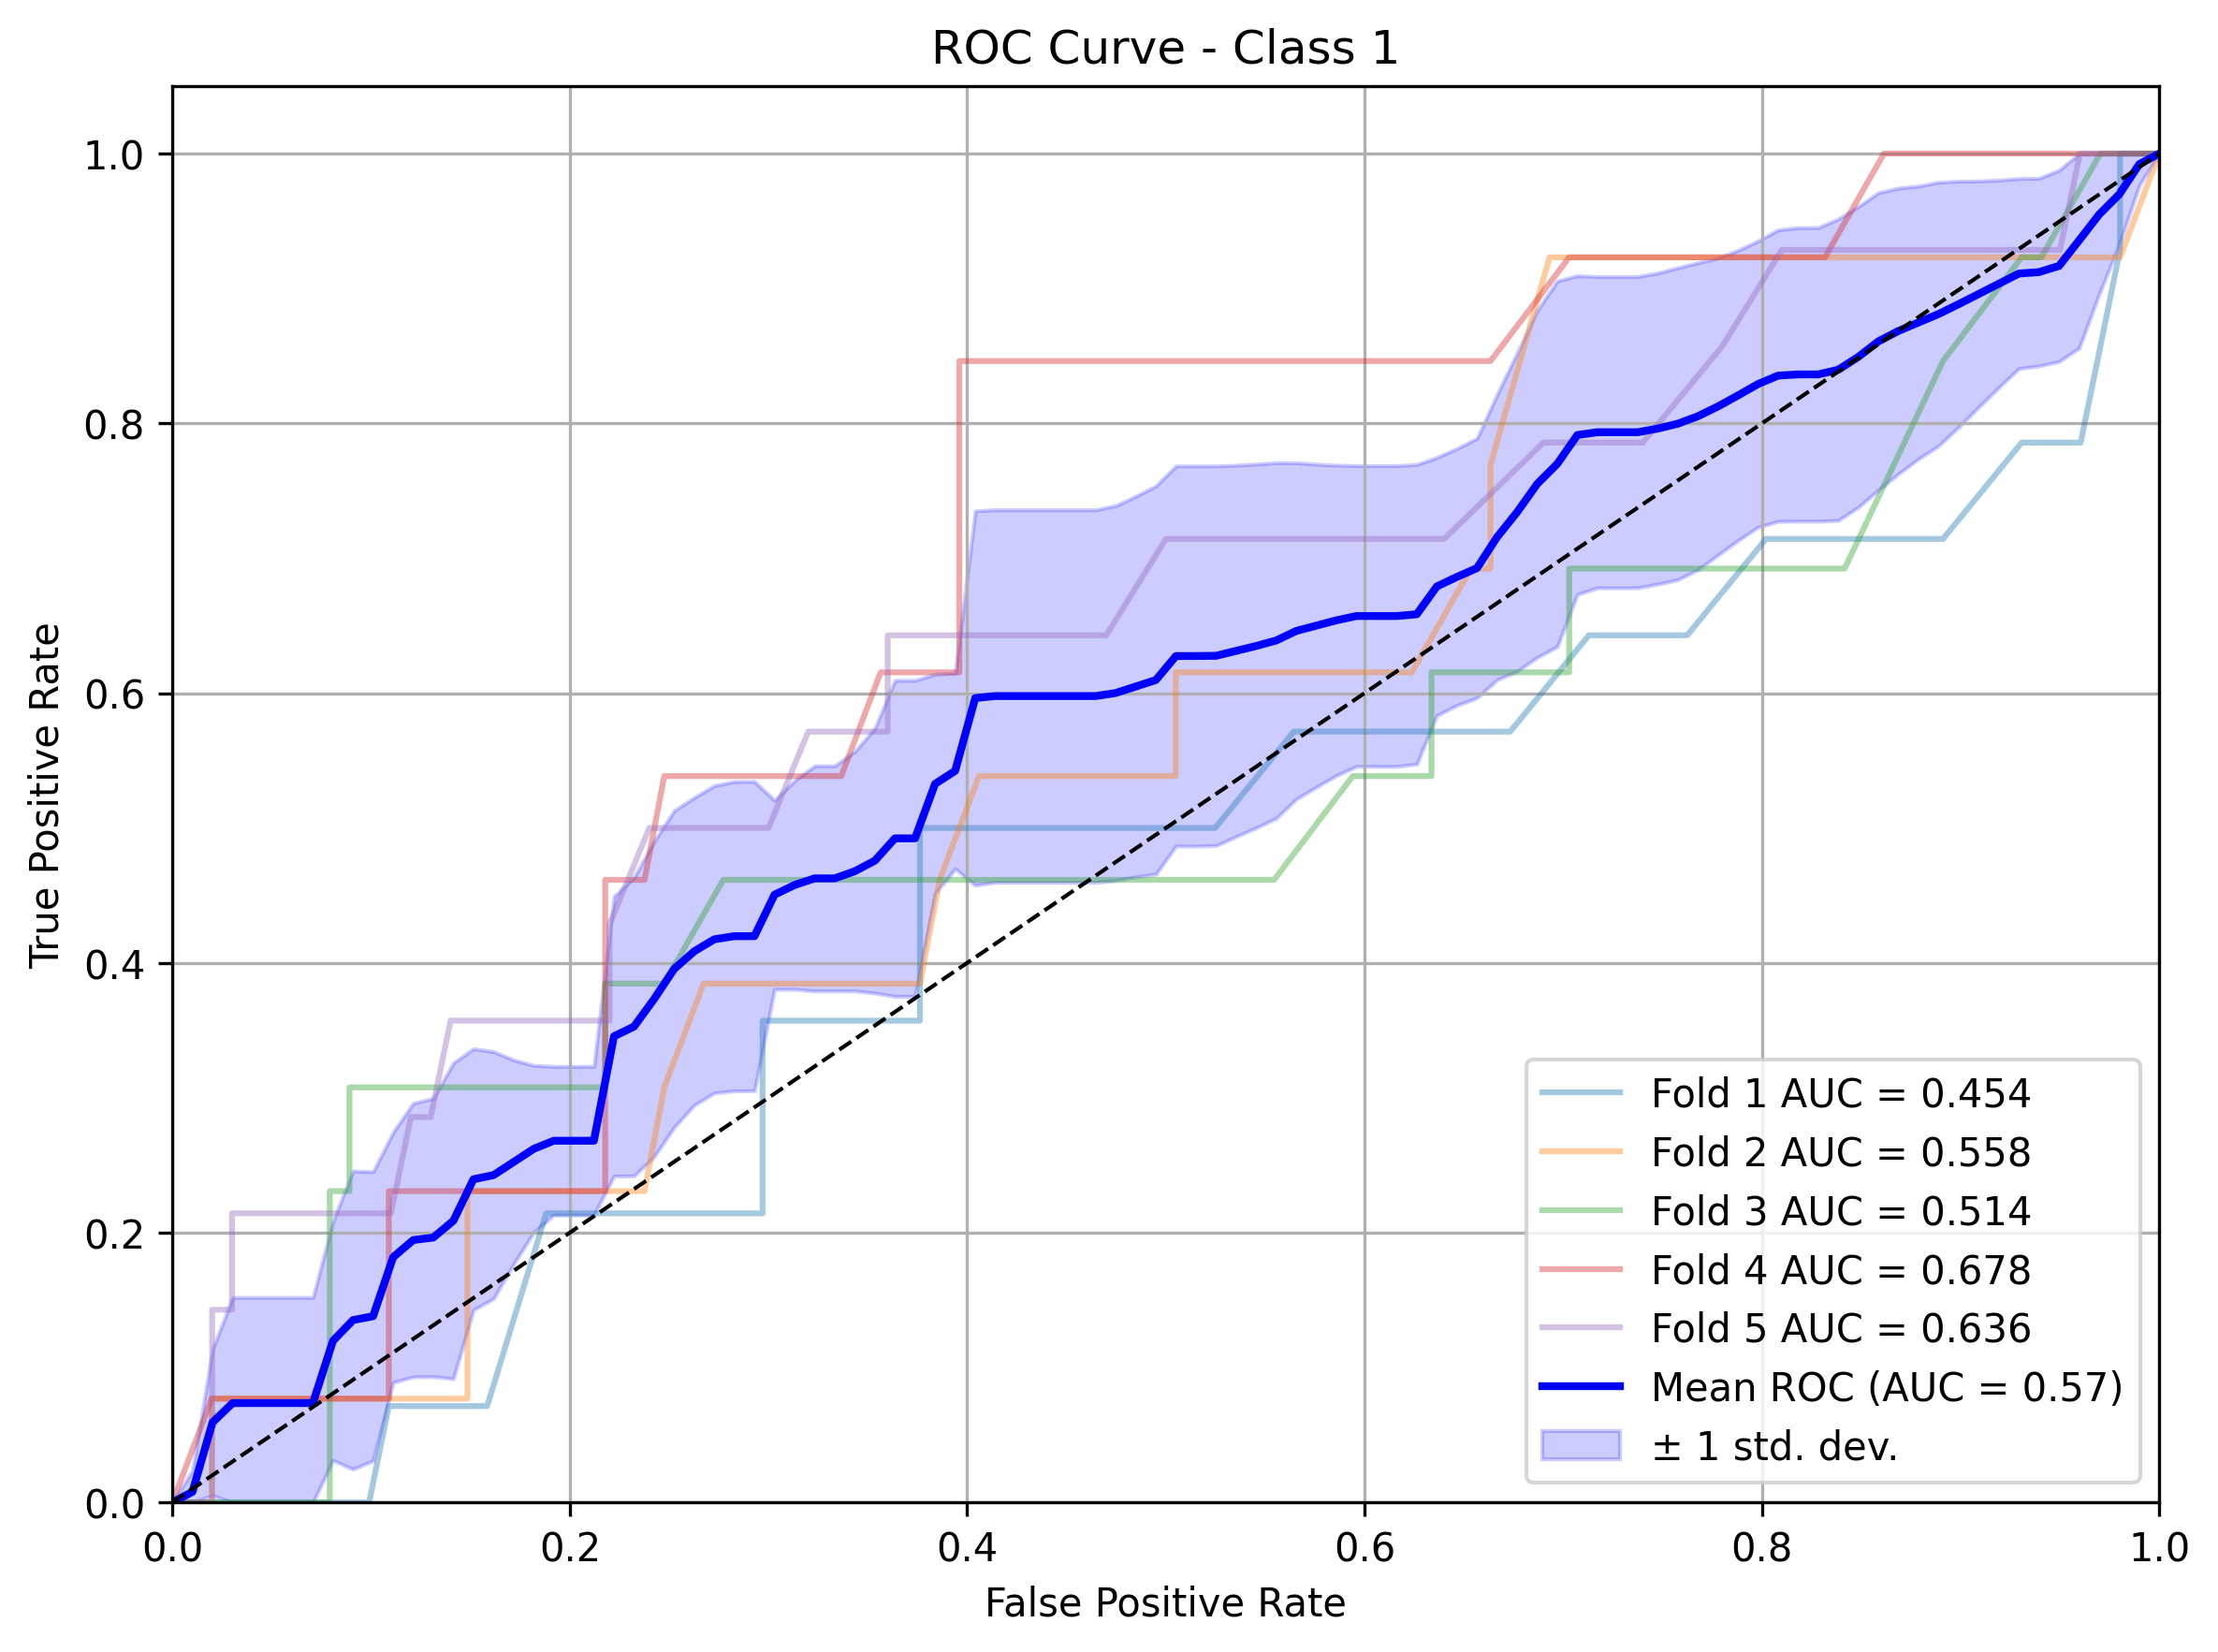 ROC Curve - Class 1
True Positive Rate
1.0
0.8
0.6
0.4
0.2
0.0
Fold 1 AUC = 0.454
Fold 2 AUC = 0.558
Fold 3 AUC = 0.514
Fold 4 AUC = 0.678
Fold 5 AUC = 0.636
Mean ROC (AUC = 0.57)
± 1 std. dev.
0.0 0.2 0.4 0.6 0.8 1.0
False Positive Rate